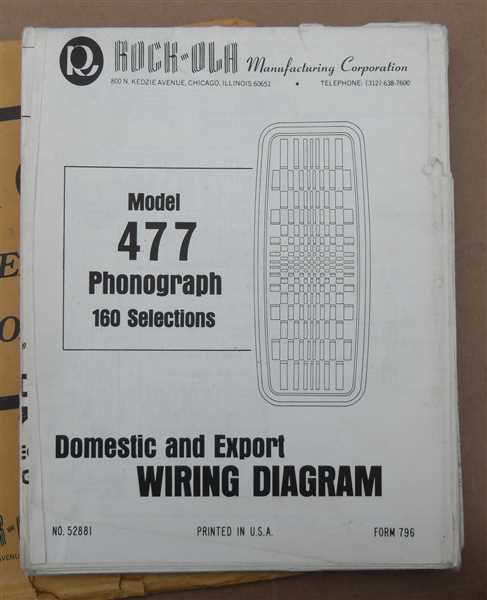 ROCK-OLA Manufacturing Corporation
800 N. KEDZIE AVENUE, CHICAGO, ILLINOIS 60651 • TELEPHONE: (312) 638-7600
Model
477
Phonograph
160 Selections
Domestic and Export
WIRING DIAGRAM
NO. 52881 PRINTED IN U.S.A. FORM 796